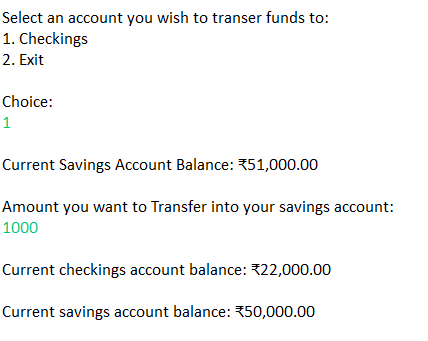 Select an account you wish to transer funds to:
1. Checkings
2. Exit
Choice:
1
Current Savings Account Balance: ₹51,000.00
Amount you want to Transfer into your savings account:
1000
Current checkings account balance: ₹22,000.00
Current savings account balance: ₹50,000.00